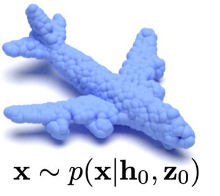 x ∼ p(x|h₀, z₀)